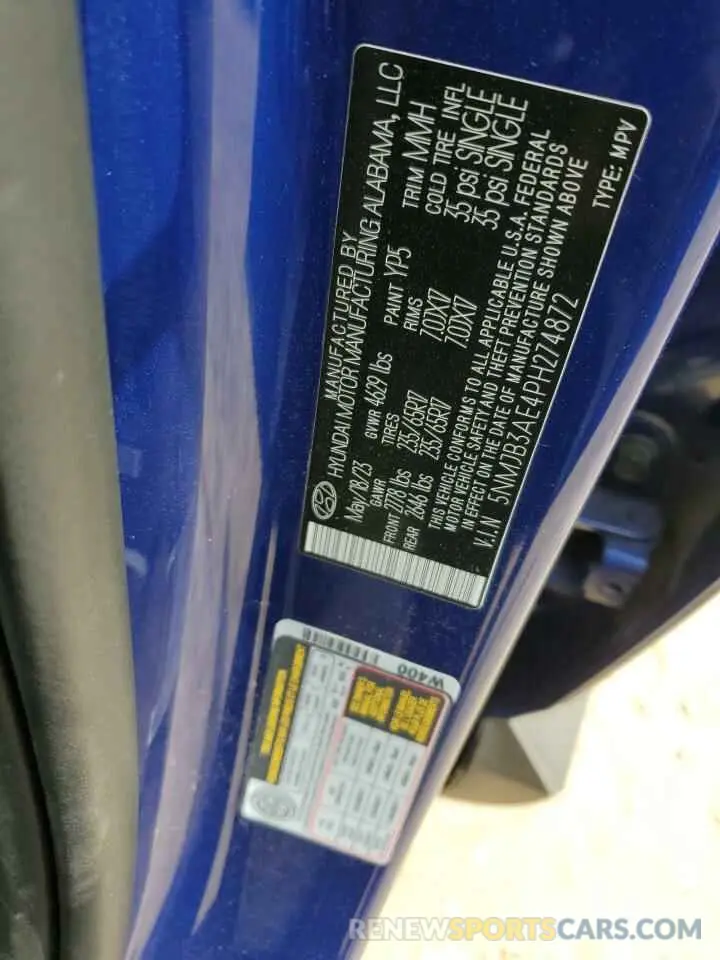 MANUFACTURED BY
HYUNDAI MOTOR MANUFACTURING ALABAMA, LLC
May/18/23 GVWR 4629 lbs PAINT YP5 TRIM MMH
GAWR TIRES RIMS COLD TIRE INFL
FRONT 2778 lbs 235/65R17 7.0JX17 35 psi SINGLE
REAR 2646 lbs 235/65R17 7.0JX17 35 psi SINGLE
THIS VEHICLE CONFORMS TO ALL APPLICABLE U.S.A. FEDERAL
MOTOR VEHICLE SAFETY AND THEFT PREVENTION STANDARDS
IN EFFECT ON THE DATE OF MANUFACTURE SHOWN ABOVE
V.I.N 5NMJB3AE4PH274872 TYPE: MPV
W400
RENEWSPORTSCARS.COM